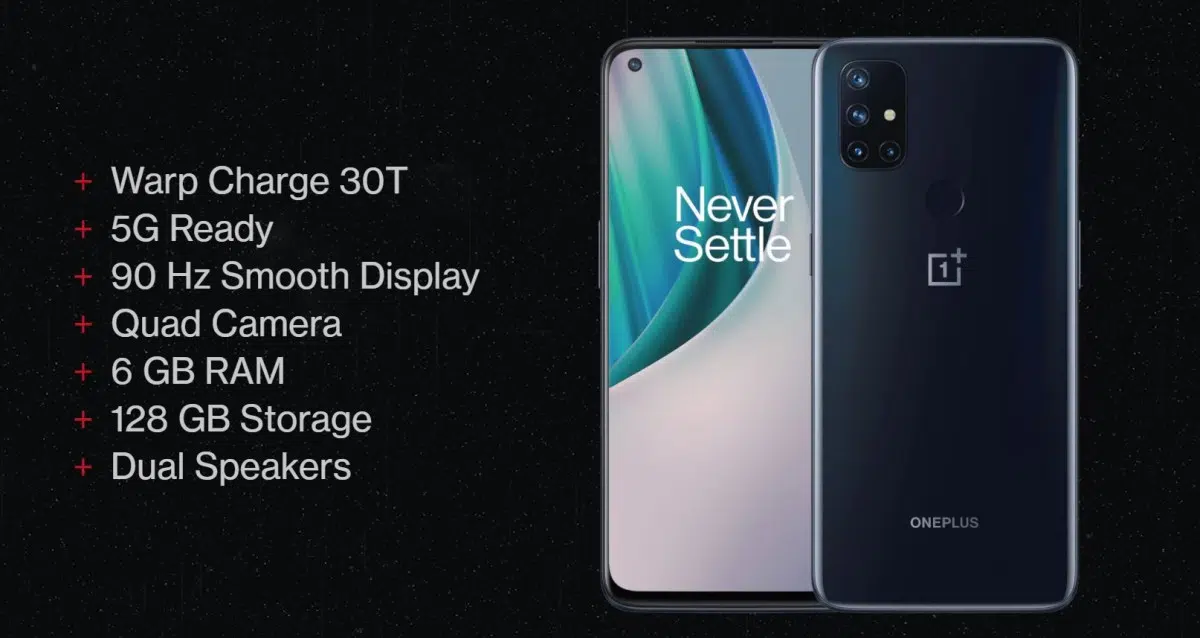 + Warp Charge 30T
+ 5G Ready
+ 90 Hz Smooth Display
+ Quad Camera
+ 6 GB RAM
+ 128 GB Storage
+ Dual Speakers
Never
Settle
1+
ONEPLUS